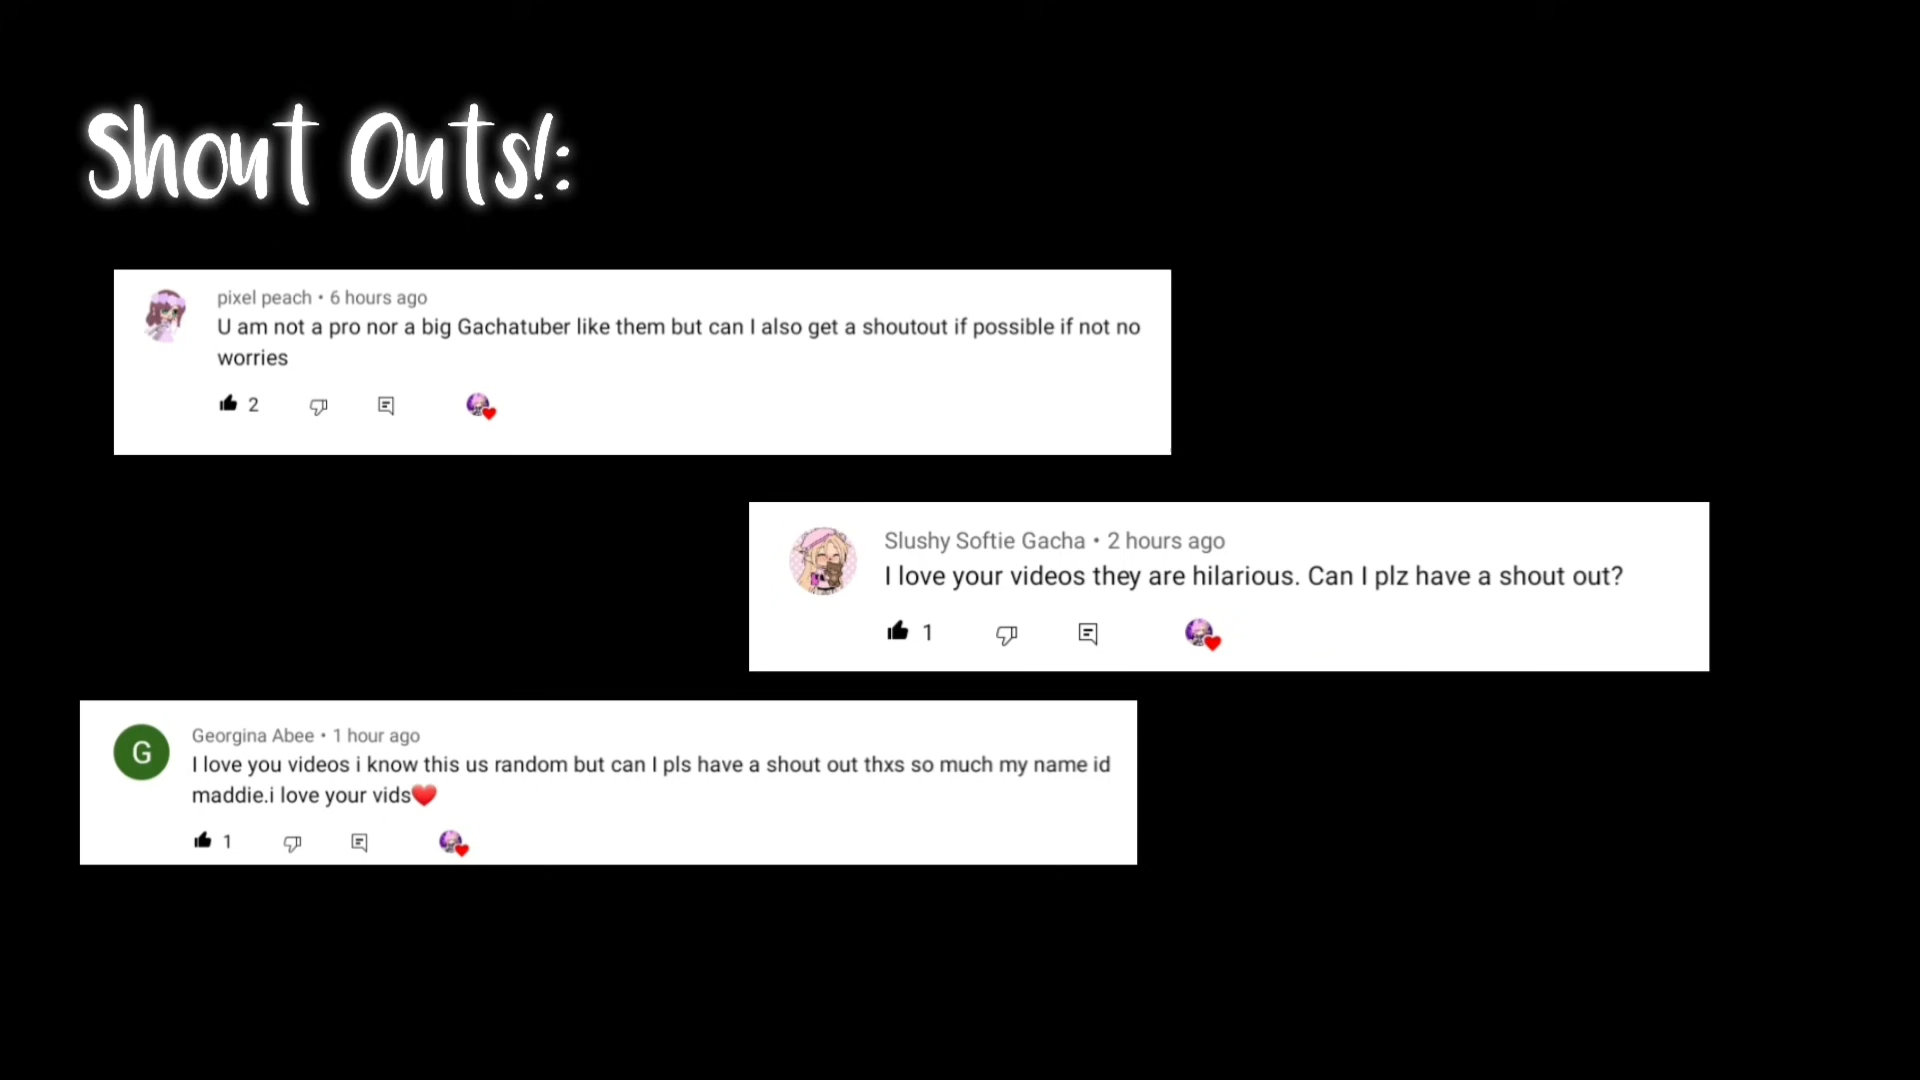 Shout Outs!:
pixel peach • 6 hours ago
U am not a pro nor a big Gachatuber like them but can I also get a shoutout if possible if not no
worries
2
Slushy Softie Gacha • 2 hours ago
I love your videos they are hilarious. Can I plz have a shout out?
1
G
Georgina Abee • 1 hour ago
I love you videos i know this us random but can I pls have a shout out thxs so much my name id
maddie.i love your vids❤️
1